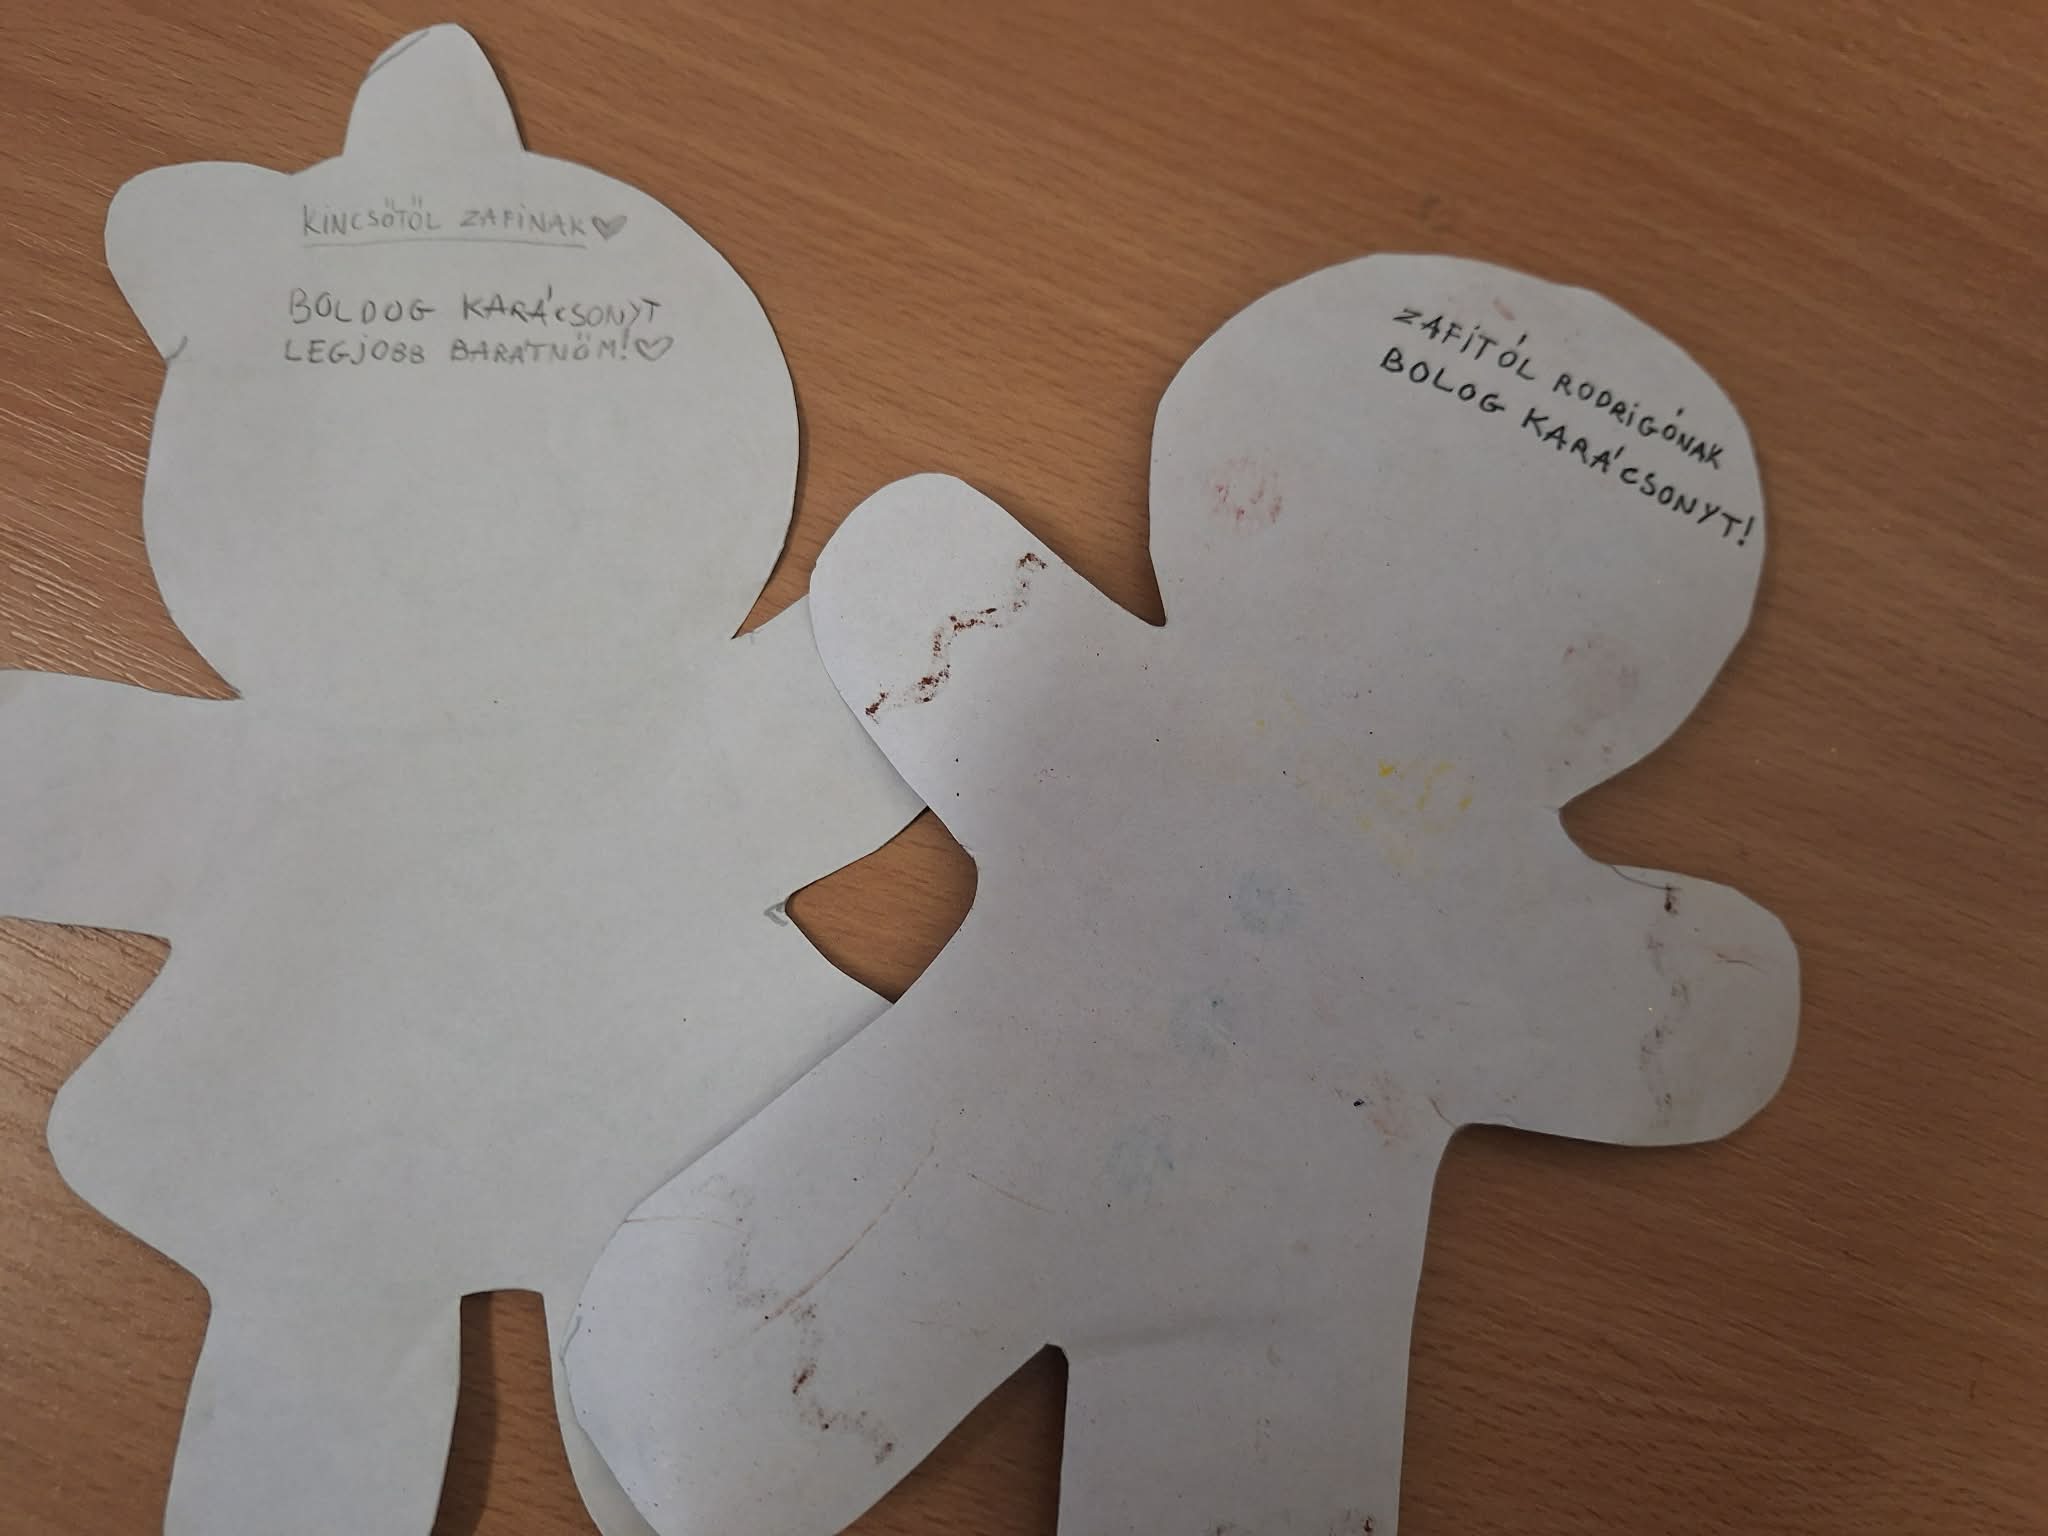 KINCSŐTŐL ZAFINAK♡
BOLDOG KARÁCSONYT
LEGJOBB BARÁTNŐM!♡
ZAFITÓL RODRIGÓNAK
BOLOG KARÁCSONYT!